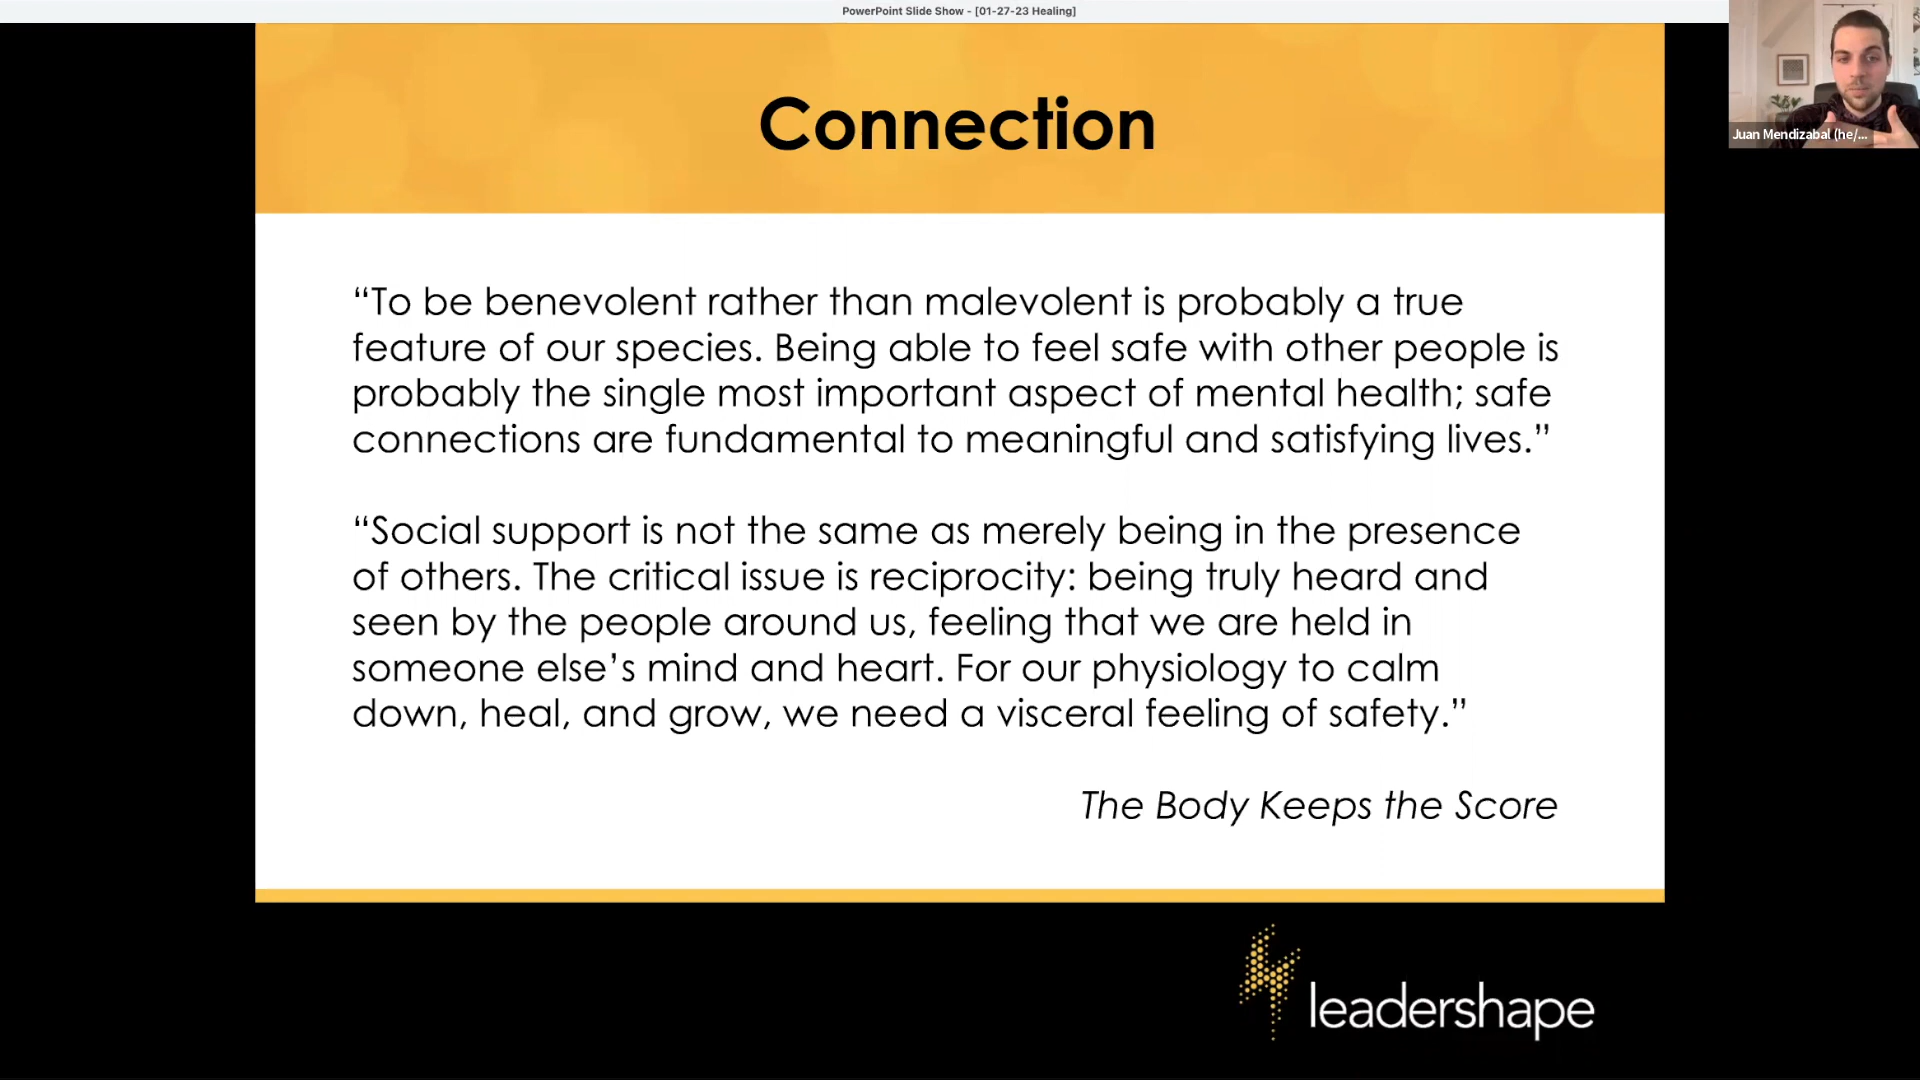 PowerPoint Slide Show - [01-27-23 Healing]
Juan Mendizabal (he/...
Connection
“To be benevolent rather than malevolent is probably a true
feature of our species. Being able to feel safe with other people is
probably the single most important aspect of mental health; safe
connections are fundamental to meaningful and satisfying lives.”
“Social support is not the same as merely being in the presence
of others. The critical issue is reciprocity: being truly heard and
seen by the people around us, feeling that we are held in
someone else’s mind and heart. For our physiology to calm
down, heal, and grow, we need a visceral feeling of safety.”
The Body Keeps the Score
leadershape